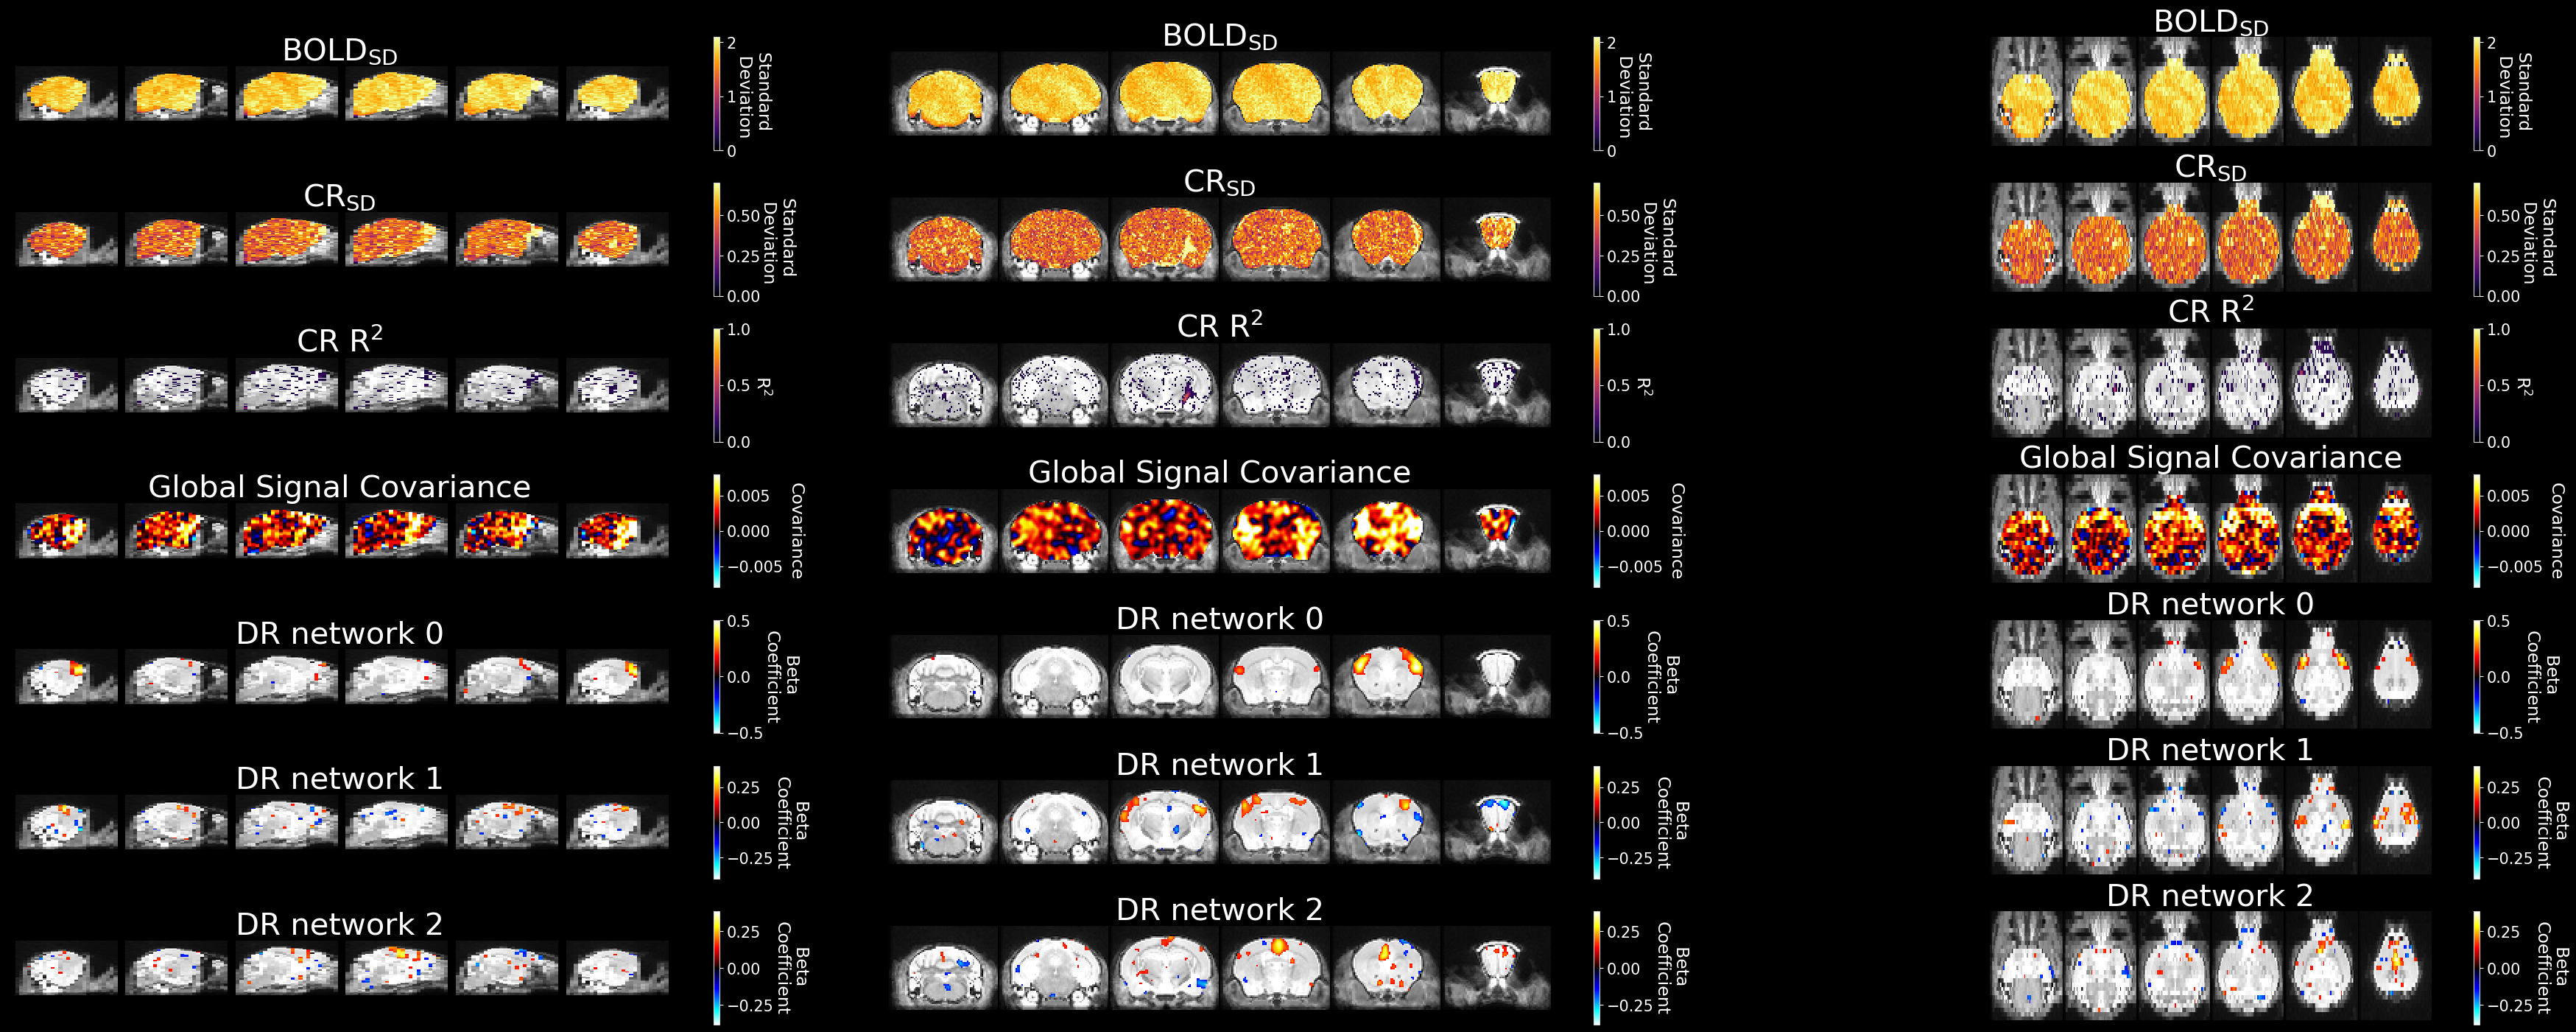 BOLD_SD
2
1
0
Standard
Deviation
BOLD_SD
2
1
0
Standard
Deviation
BOLD_SD
2
1
0
Standard
Deviation
CR_SD
0.50
0.25
0.00
Standard
Deviation
CR_SD
0.50
0.25
0.00
Standard
Deviation
CR_SD
0.50
0.25
0.00
Standard
Deviation
CR R²
1.0
0.5
0.0
R²
CR R²
1.0
0.5
0.0
R²
CR R²
1.0
0.5
0.0
R²
Global Signal Covariance
0.005
0.000
−0.005
Covariance
Global Signal Covariance
0.005
0.000
−0.005
Covariance
Global Signal Covariance
0.005
0.000
−0.005
Covariance
DR network 0
0.5
0.0
−0.5
Beta
Coefficient
DR network 0
0.5
0.0
−0.5
Beta
Coefficient
DR network 0
0.5
0.0
−0.5
Beta
Coefficient
DR network 1
0.25
0.00
−0.25
Beta
Coefficient
DR network 1
0.25
0.00
−0.25
Beta
Coefficient
DR network 1
0.25
0.00
−0.25
Beta
Coefficient
DR network 2
0.25
0.00
−0.25
Beta
Coefficient
DR network 2
0.25
0.00
−0.25
Beta
Coefficient
DR network 2
0.25
0.00
−0.25
Beta
Coefficient